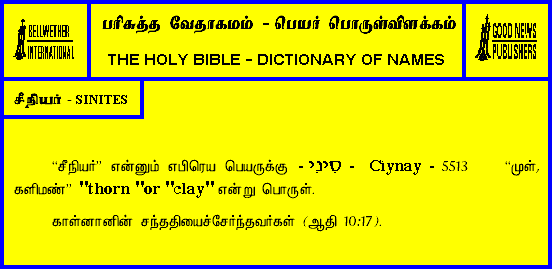 BELLWETHER
INTERNATIONAL
பரிசுத்த வேதாகமம் - பெயர் பொருள்விளக்கம்
THE HOLY BIBLE - DICTIONARY OF NAMES
GOOD NEWS
PUBLISHERS
சீநியர் - SINITES
“சீநியர்” என்னும் எபிரெய பெயருக்கு - סִינִי - Ciynay - 5513 “முள்,
களிமண்” "thorn "or "clay" என்று பொருள்.
காள்னானின் சந்ததியைச்சேர்ந்தவர்கள் (ஆதி 10:17).